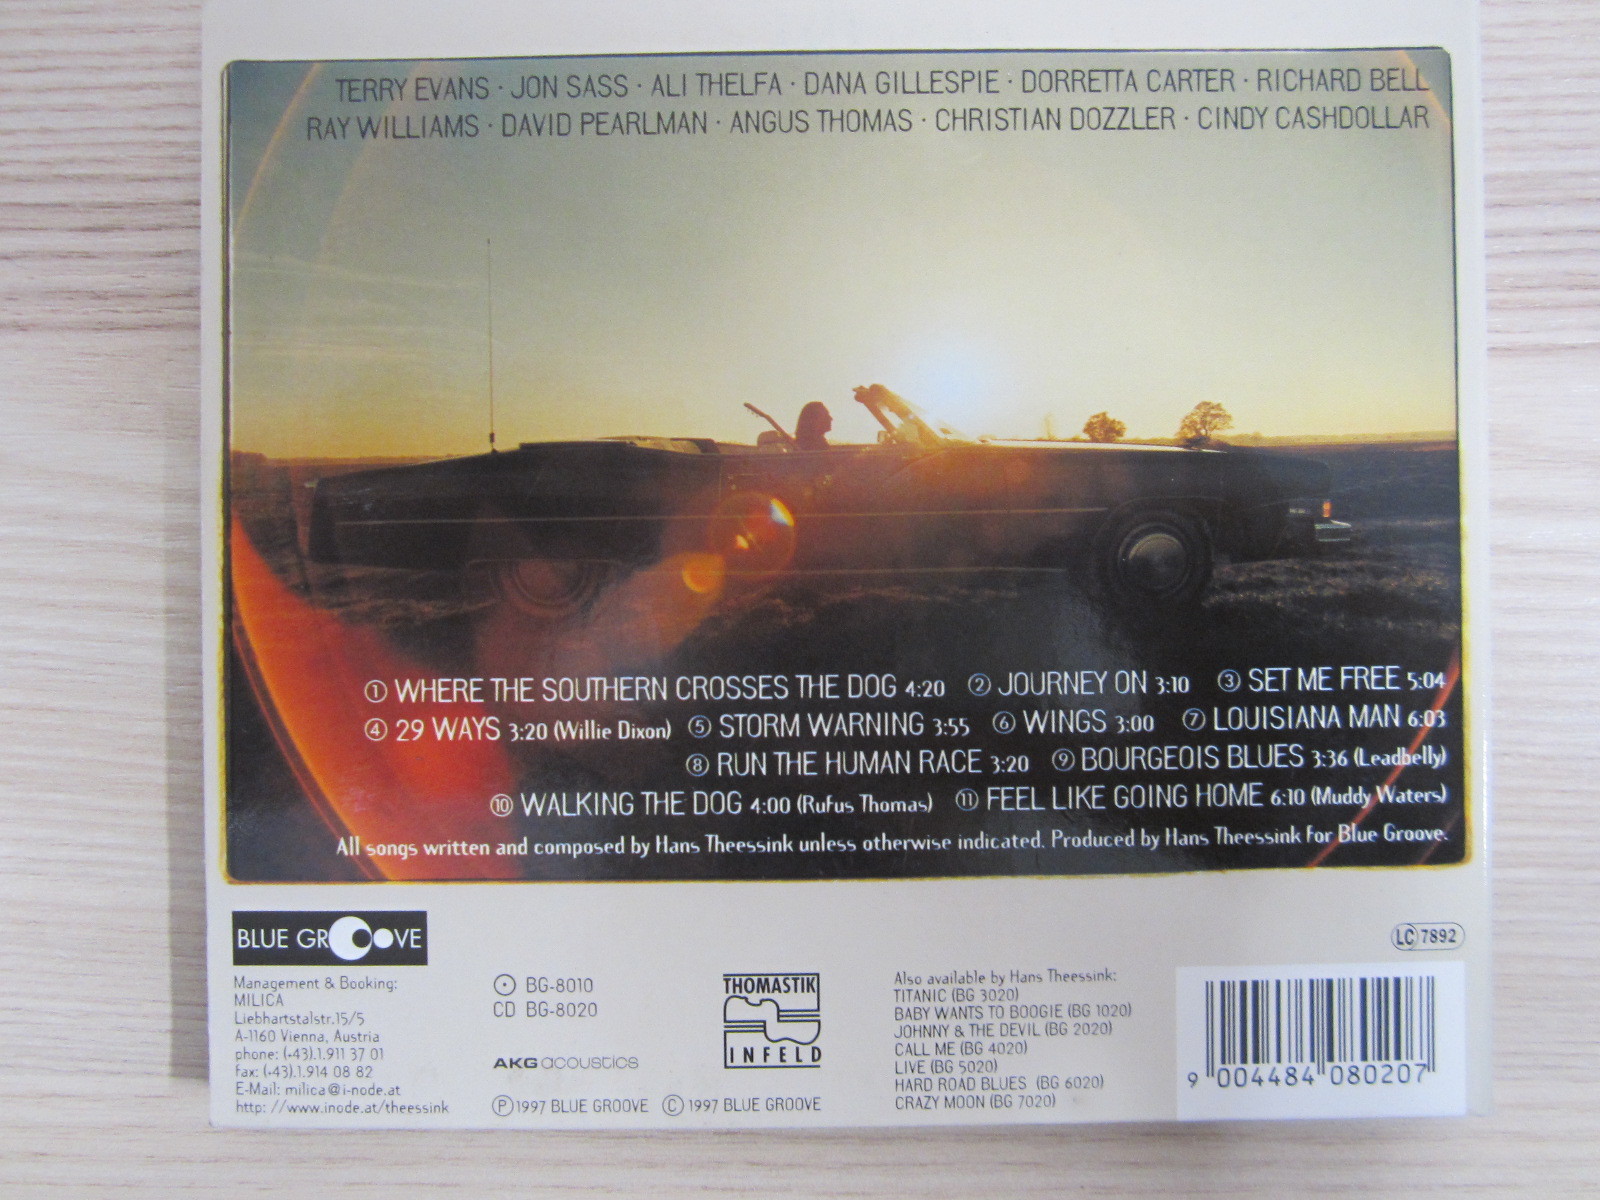 TERRY EVANS · JON SASS · ALI THELFA · DANA GILLESPIE · DORRETTA CARTER · RICHARD BELL
RAY WILLIAMS · DAVID PEARLMAN · ANGUS THOMAS · CHRISTIAN DOZZLER · CINDY CASHDOLLAR
① WHERE THE SOUTHERN CROSSES THE DOG 4:20 ② JOURNEY ON 3:10 ③ SET ME FREE 5:04
④ 29 WAYS 3:20 (Willie Dixon) ⑤ STORM WARNING 3:55 ⑥ WINGS 3:00 ⑦ LOUISIANA MAN 6:03
⑧ RUN THE HUMAN RACE 3:20 ⑨ BOURGEOIS BLUES 3:36 (Leadbelly)
⑩ WALKING THE DOG 4:00 (Rufus Thomas) ⑪ FEEL LIKE GOING HOME 6:10 (Muddy Waters)
All songs written and composed by Hans Theessink unless otherwise indicated. Produced by Hans Theessink for Blue Groove.
BLUE GROOVE
Management & Booking:
MILICA
Liebhartstalstr.15/5
A-1160 Vienna, Austria
phone: (+43).1.911 37 01
fax: (+43).1.914 08 82
E-Mail: milica@i-node.at
http: //www.inode.at/theessink
BG-8010
CD BG-8020
AKG acoustics
Ⓟ 1997 BLUE GROOVE Ⓒ 1997 BLUE GROOVE
THOMASTIK
INFELD
Also available by Hans Theessink:
TITANIC (BG 3020)
BABY WANTS TO BOOGIE (BG 1020)
JOHNNY & THE DEVIL (BG 2020)
CALL ME (BG 4020)
LIVE (BG 5020)
HARD ROAD BLUES (BG 6020)
CRAZY MOON (BG 7020)
LC 7892
9 004484 080207